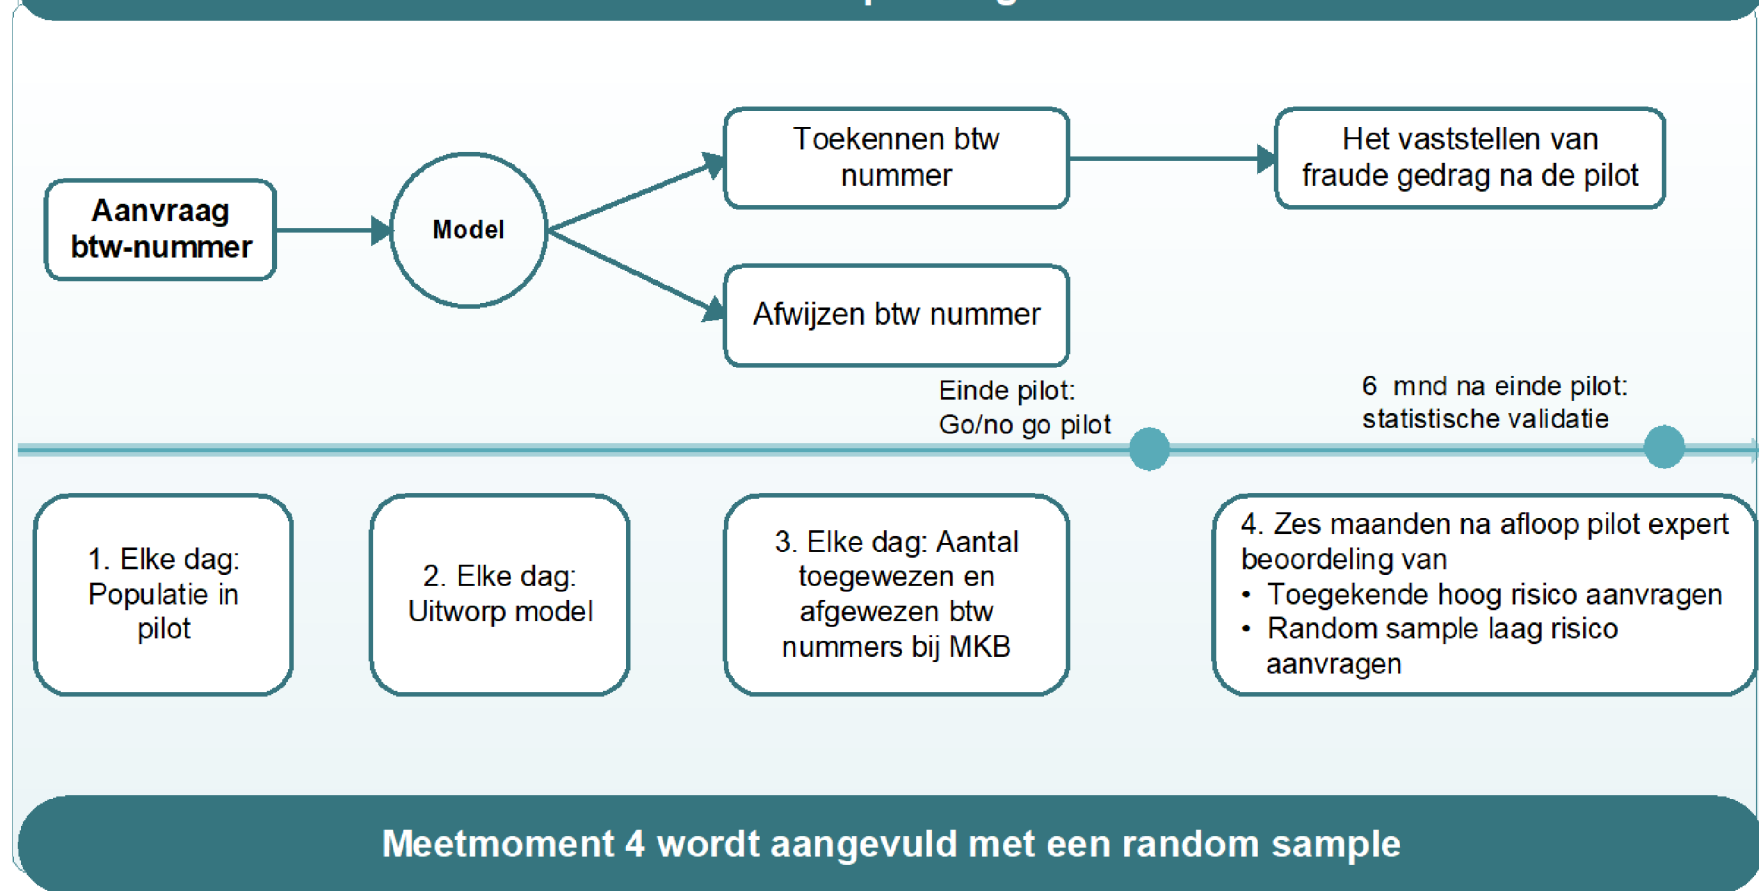 Aanvraag
btw-nummer
Model
Toekennen btw
nummer
Het vaststellen van
fraude gedrag na de pilot
Afwijzen btw nummer
Einde pilot:
Go/no go pilot
6 mnd na einde pilot:
statistische validatie
1. Elke dag:
Populatie in
pilot
2. Elke dag:
Uitworp model
3. Elke dag: Aantal
toegewezen en
afgewezen btw
nummers bij MKB
4. Zes maanden na afloop pilot expert
beoordeling van
• Toegekende hoog risico aanvragen
• Random sample laag risico
aanvragen
Meetmoment 4 wordt aangevuld met een random sample